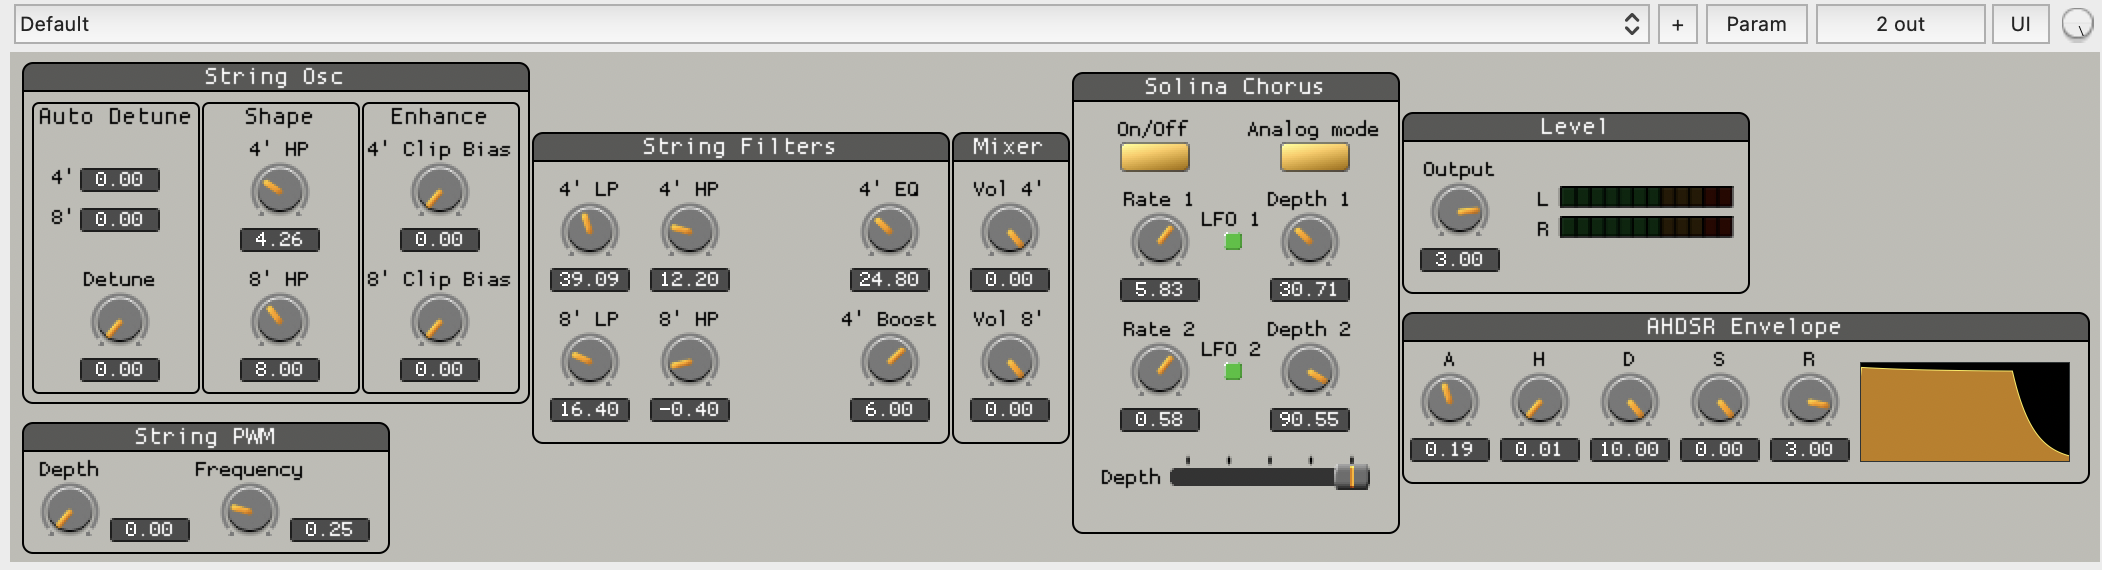 Default
+
Param
2 out
UI
String Osc
Auto Detune
4' 0.00
8' 0.00
Detune
0.00
Shape
4' HP
4.26
8' HP
8.00
Enhance
4' Clip Bias
0.00
8' Clip Bias
0.00
String PWM
Depth
0.00
Frequency
0.25
String Filters
4' LP
39.09
4' HP
12.20
4' EQ
24.80
8' LP
16.40
8' HP
-0.40
4' Boost
6.00
Mixer
Vol 4'
0.00
Vol 8'
0.00
Solina Chorus
On/Off
Analog mode
Rate 1
5.83
LFO 1
Depth 1
30.71
Rate 2
0.58
LFO 2
Depth 2
90.55
Depth
Level
Output
3.00
L
R
AHDSR Envelope
A
0.19
H
0.01
D
10.00
S
0.00
R
3.00